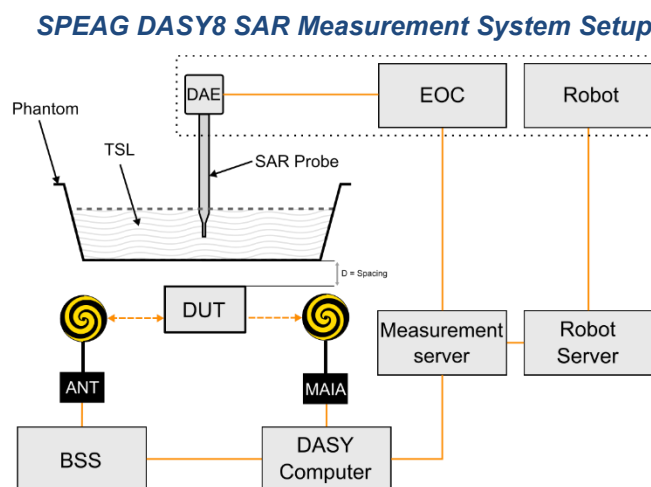 SPEAG DASY8 SAR Measurement System Setup
DAE
EOC
Robot
Phantom
TSL
SAR Probe
D = Spacing
DUT
Measurement
server
Robot
Server
ANT
MAIA
BSS
DASY
Computer